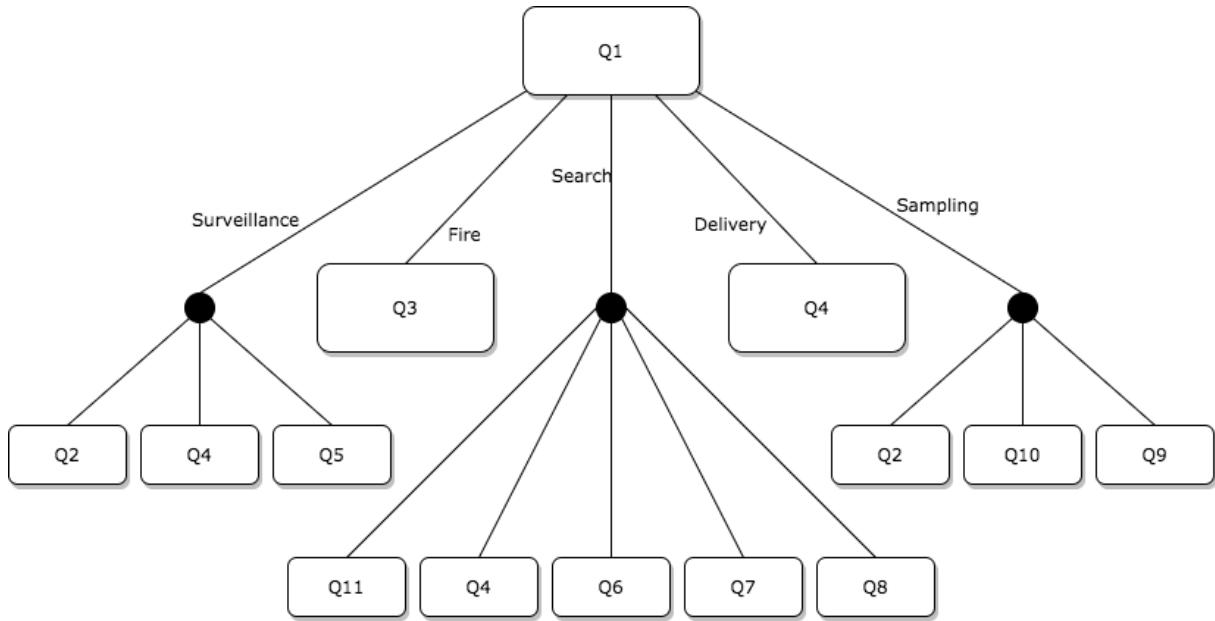 Q1
Search
Surveillance
Fire
Delivery
Sampling
Q3
Q4
Q2
Q4
Q5
Q2
Q10
Q9
Q11
Q4
Q6
Q7
Q8